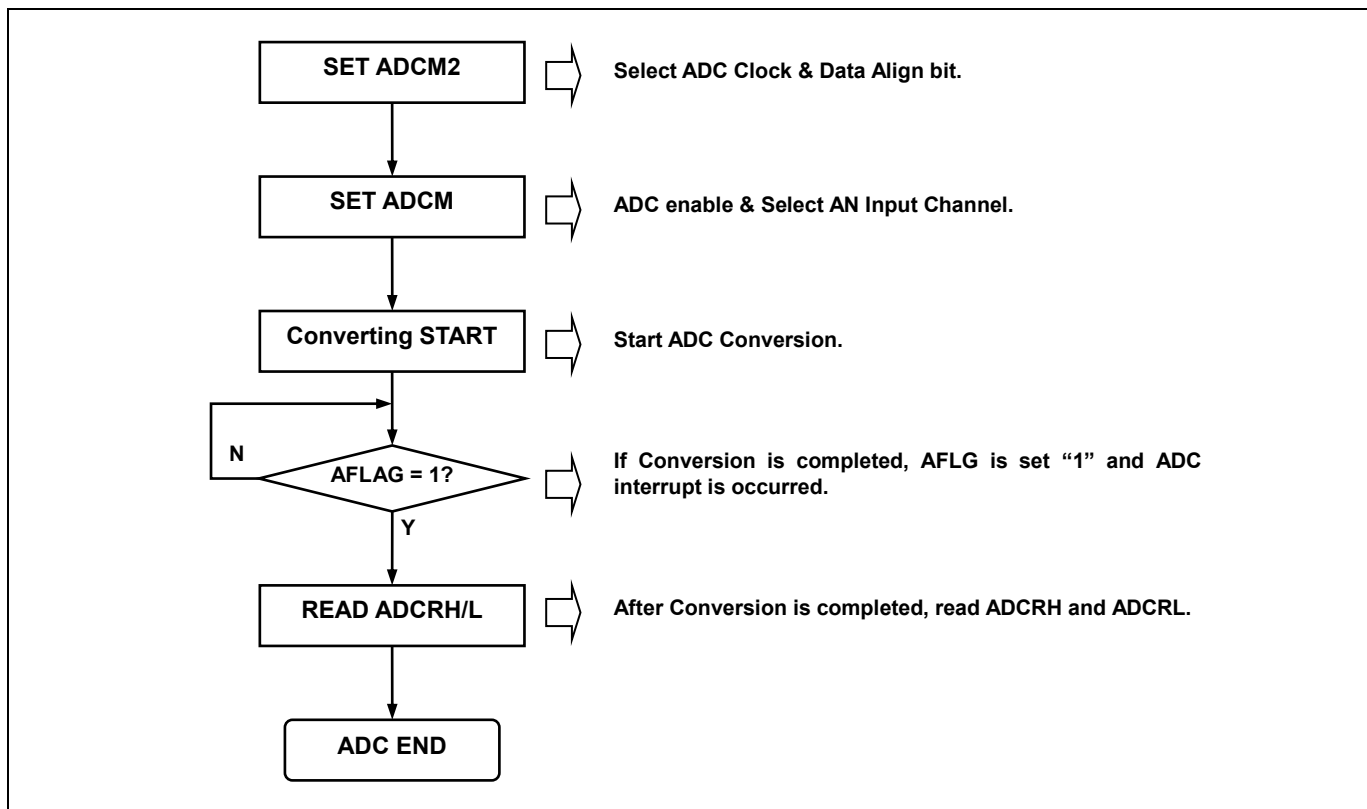 SET ADCM2
Select ADC Clock & Data Align bit.
SET ADCM
ADC enable & Select AN Input Channel.
Converting START
Start ADC Conversion.
N
AFLAG = 1?
If Conversion is completed, AFLG is set “1” and ADC
interrupt is occurred.
Y
READ ADCRH/L
After Conversion is completed, read ADCRH and ADCRL.
ADC END